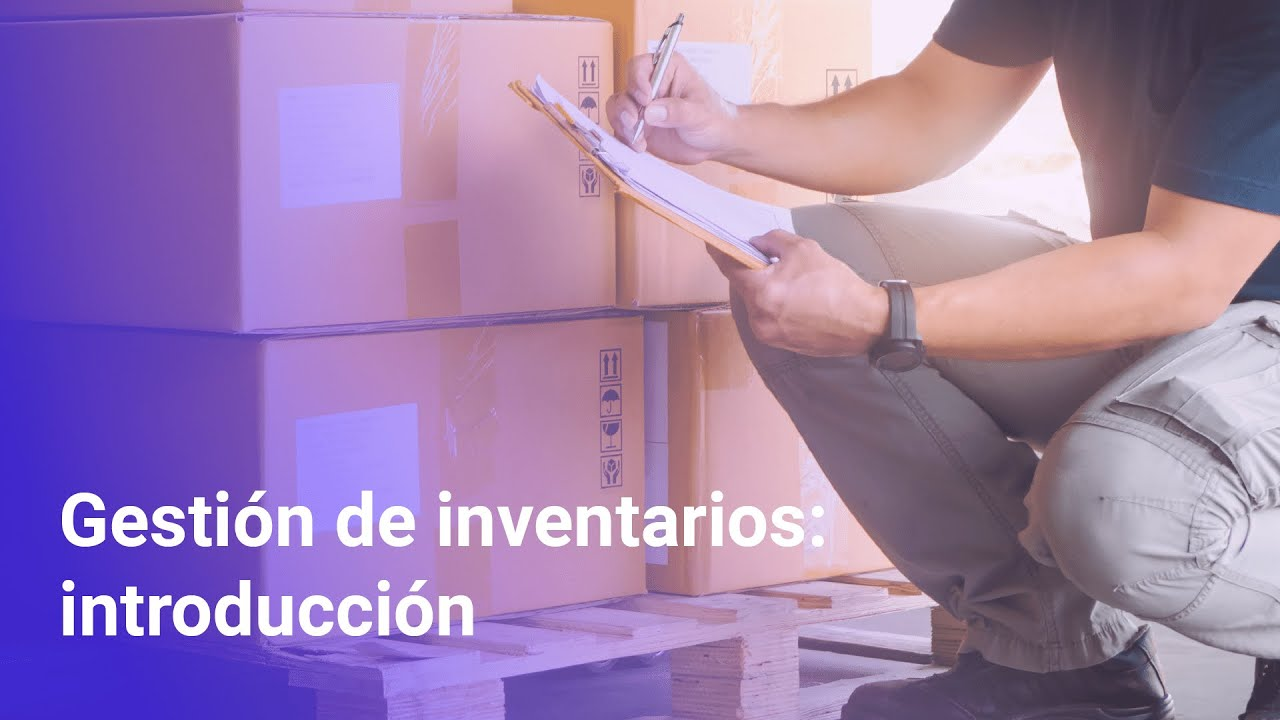 Gestión de inventarios:
introducción